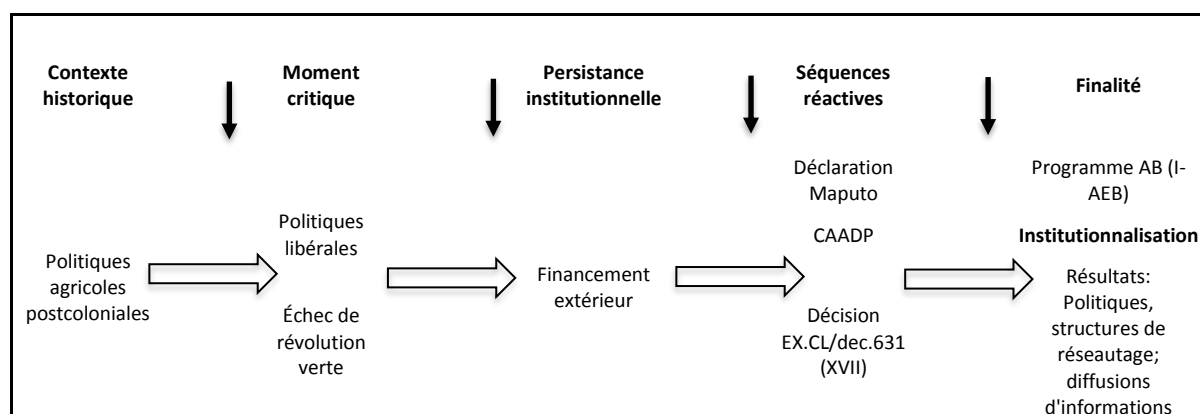 Contexte
historique
Moment
critique
Persistance
institutionnelle
Séquences
réactives
Finalité
Politiques
agricoles
postcoloniales
Politiques
libérales
Échec de
révolution
verte
Financement
extérieur
Déclaration
Maputo
CAADP
Décision
EX.CL/dec.631
(XVII)
Programme AB (I-
AEB)
Institutionnalisation
Résultats:
Politiques,
structures de
réseautage;
diffusions
d'informations